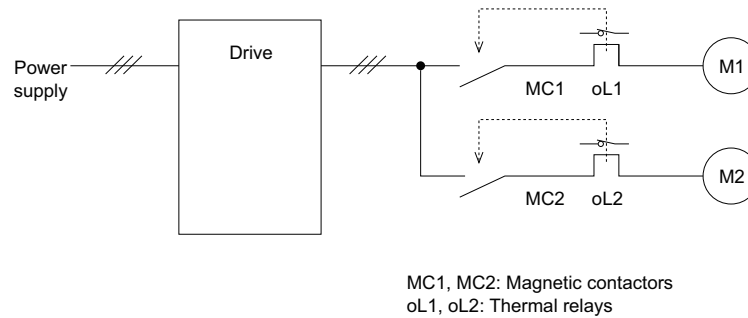 Power
supply
Drive
MC1
oL1
M1
MC2
oL2
M2
MC1, MC2: Magnetic contactors
oL1, oL2: Thermal relays